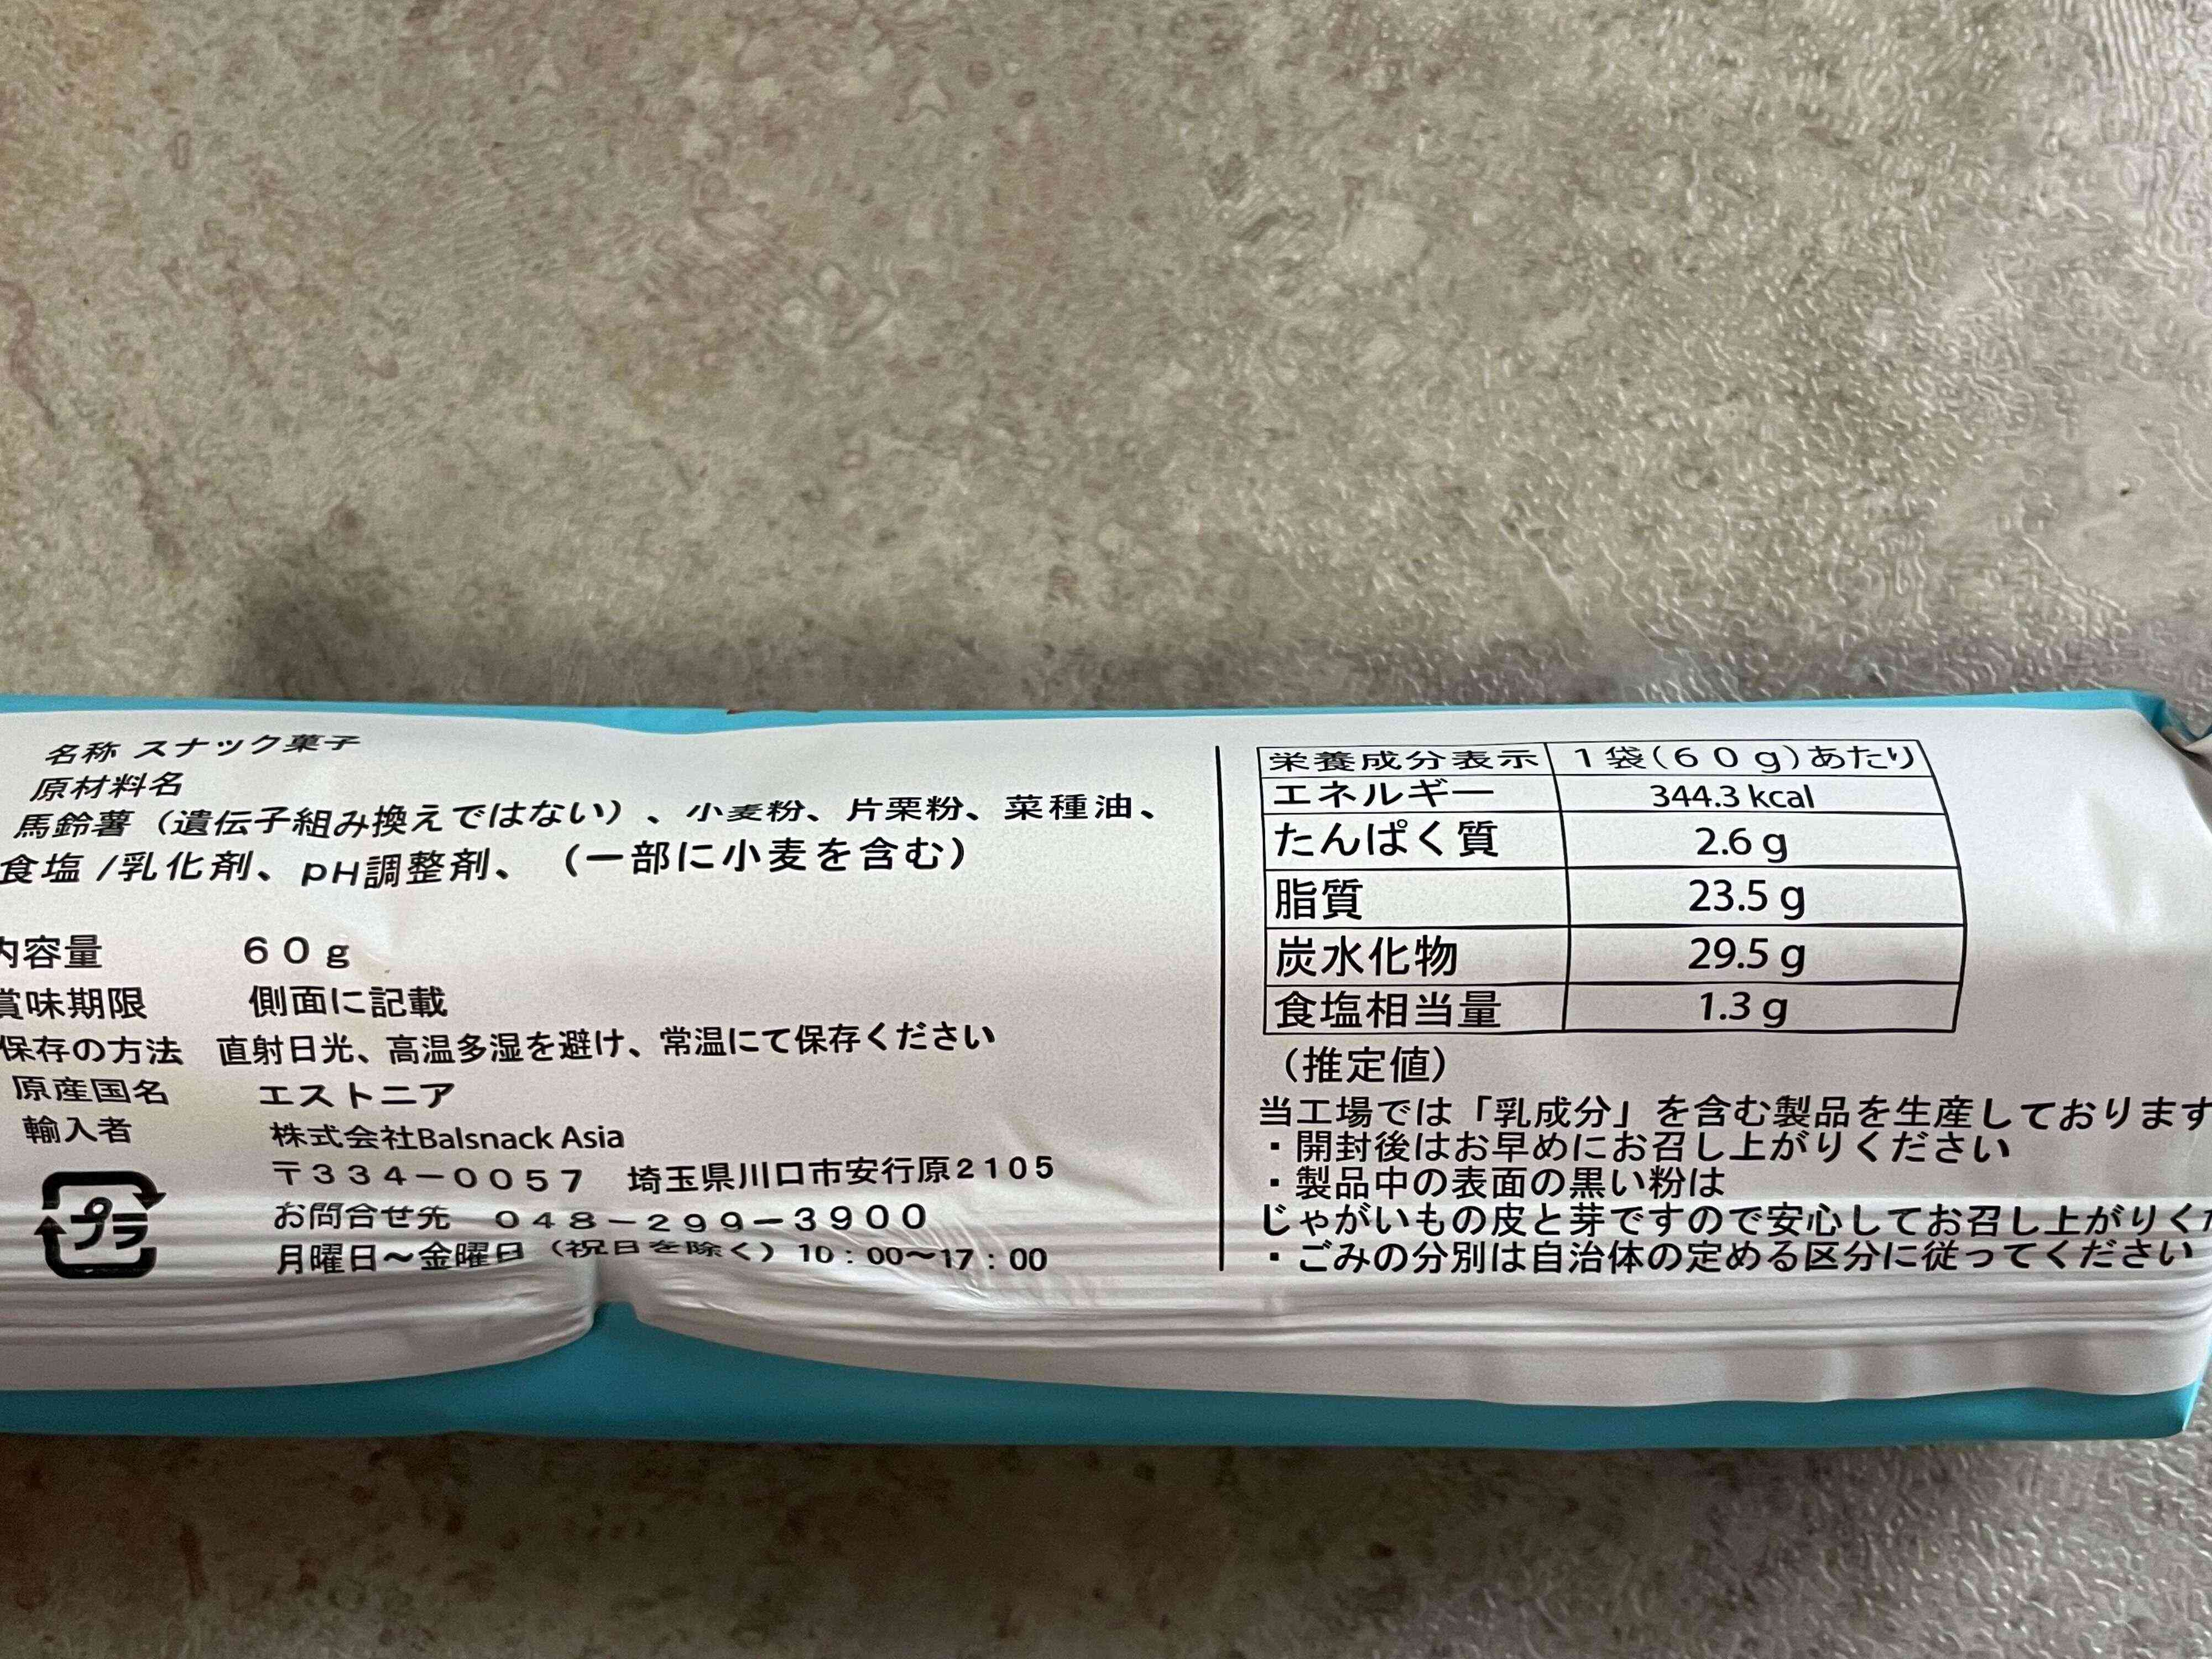 名称 スナック菓子
原材料名
馬鈴薯（遺伝子組み換えではない）、小麦粉、片栗粉、菜種油、
食塩 /乳化剤、pH調整剤、（一部に小麦を含む）
内容量 60g
賞味期限 側面に記載
保存の方法 直射日光、高温多湿を避け、常温にて保存ください
原産国名 エストニア
輸入者 株式会社Balsnack Asia
〒334－0057 埼玉県川口市安行原2105
お問合せ先 048－299－3900
月曜日～金曜日（祝日を除く）10：00～17：00
プラ
栄養成分表示 1袋(60g)あたり
エネルギー 344.3 kcal
たんぱく質 2.6 g
脂質 23.5 g
炭水化物 29.5 g
食塩相当量 1.3 g
（推定値）
当工場では「乳成分」を含む製品を生産しております
・開封後はお早めにお召し上がりください
・製品中の表面の黒い粉は
じゃがいもの皮と芽ですので安心してお召し上がりくだ
・ごみの分別は自治体の定める区分に従ってください